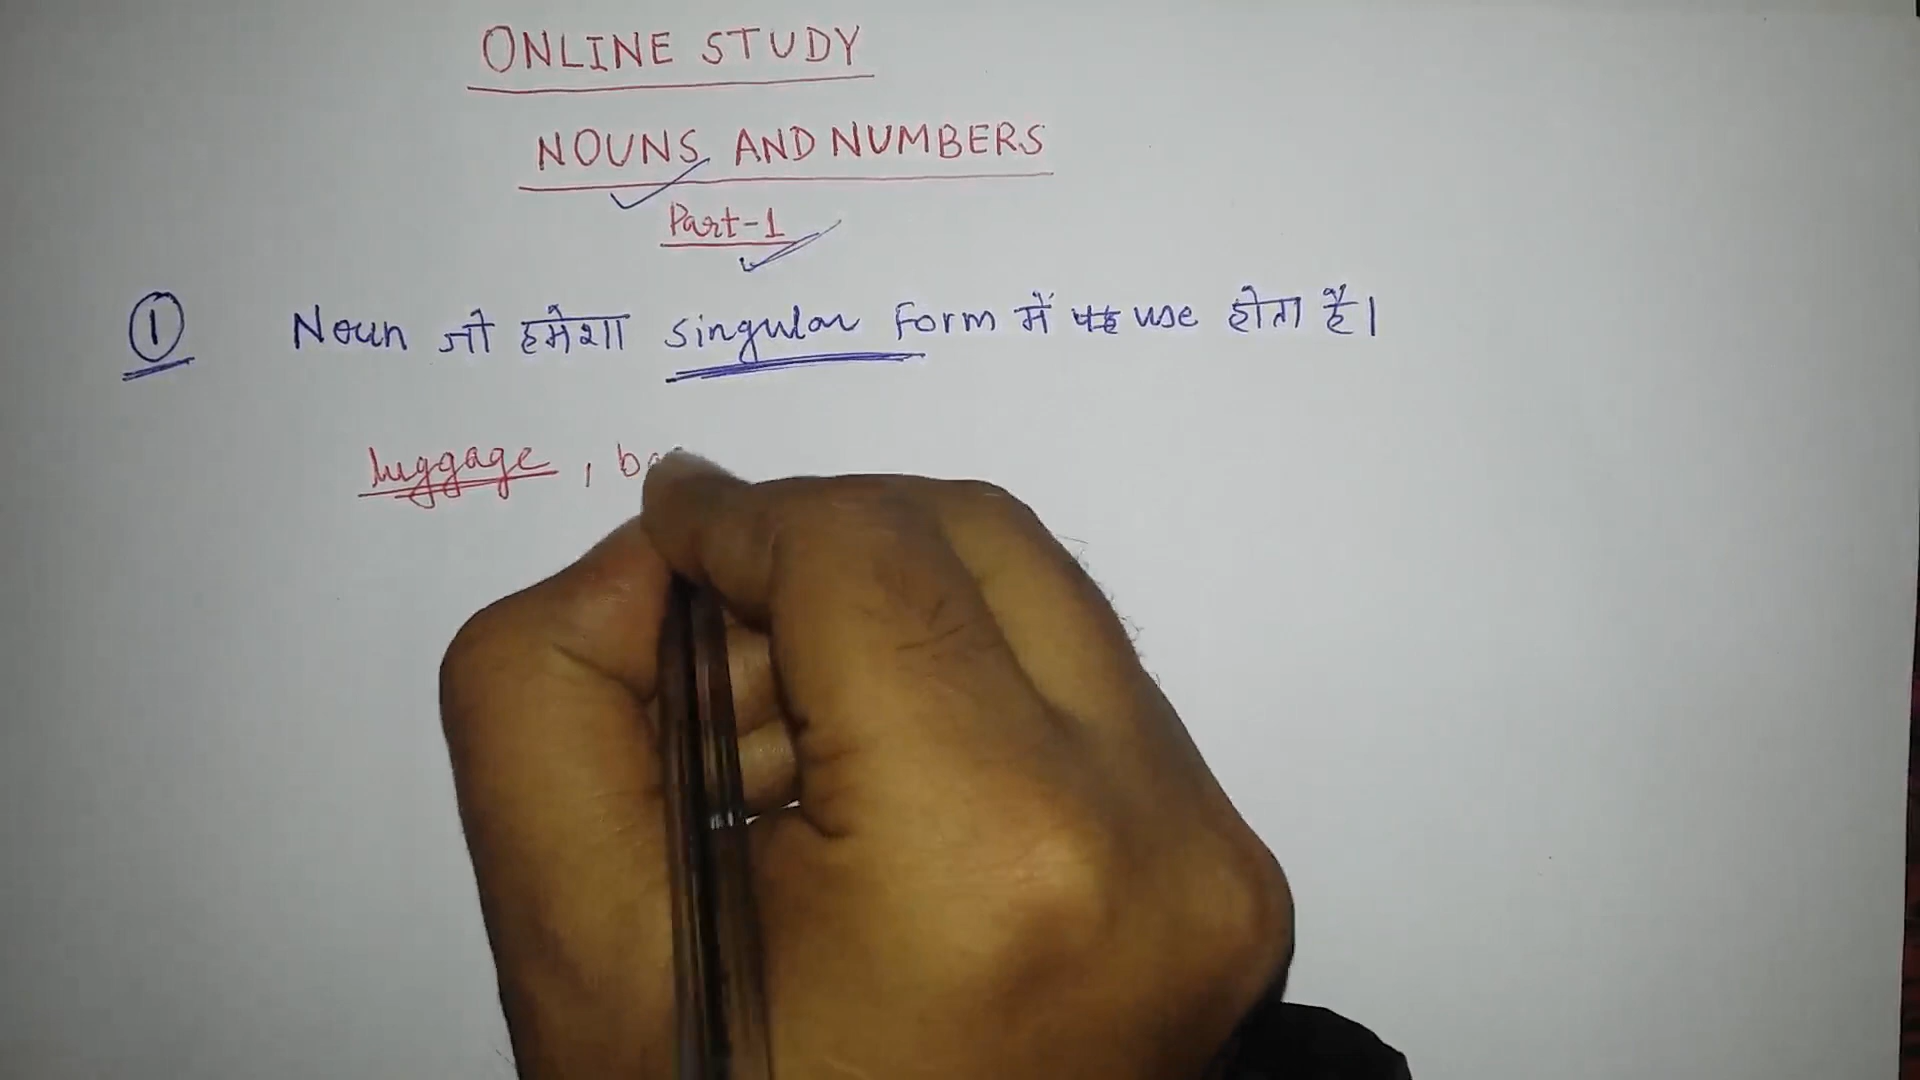 ONLINE STUDY
NOUNS AND NUMBERS
Part-1
1 Noun जो हमेशा singular form में use होता है।
luggage,